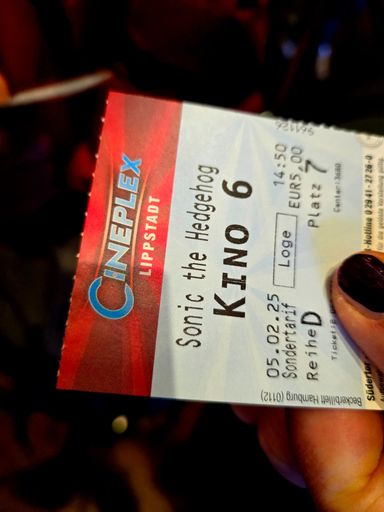 CINEPLEX
LIPPSTADT
961126
Sonic the Hedgehog
KINO 6
05.02.25 14:50
Sondertarif Loge EUR5,00
Reihe D Platz 7
Beckerbillett Hamburg (0112)